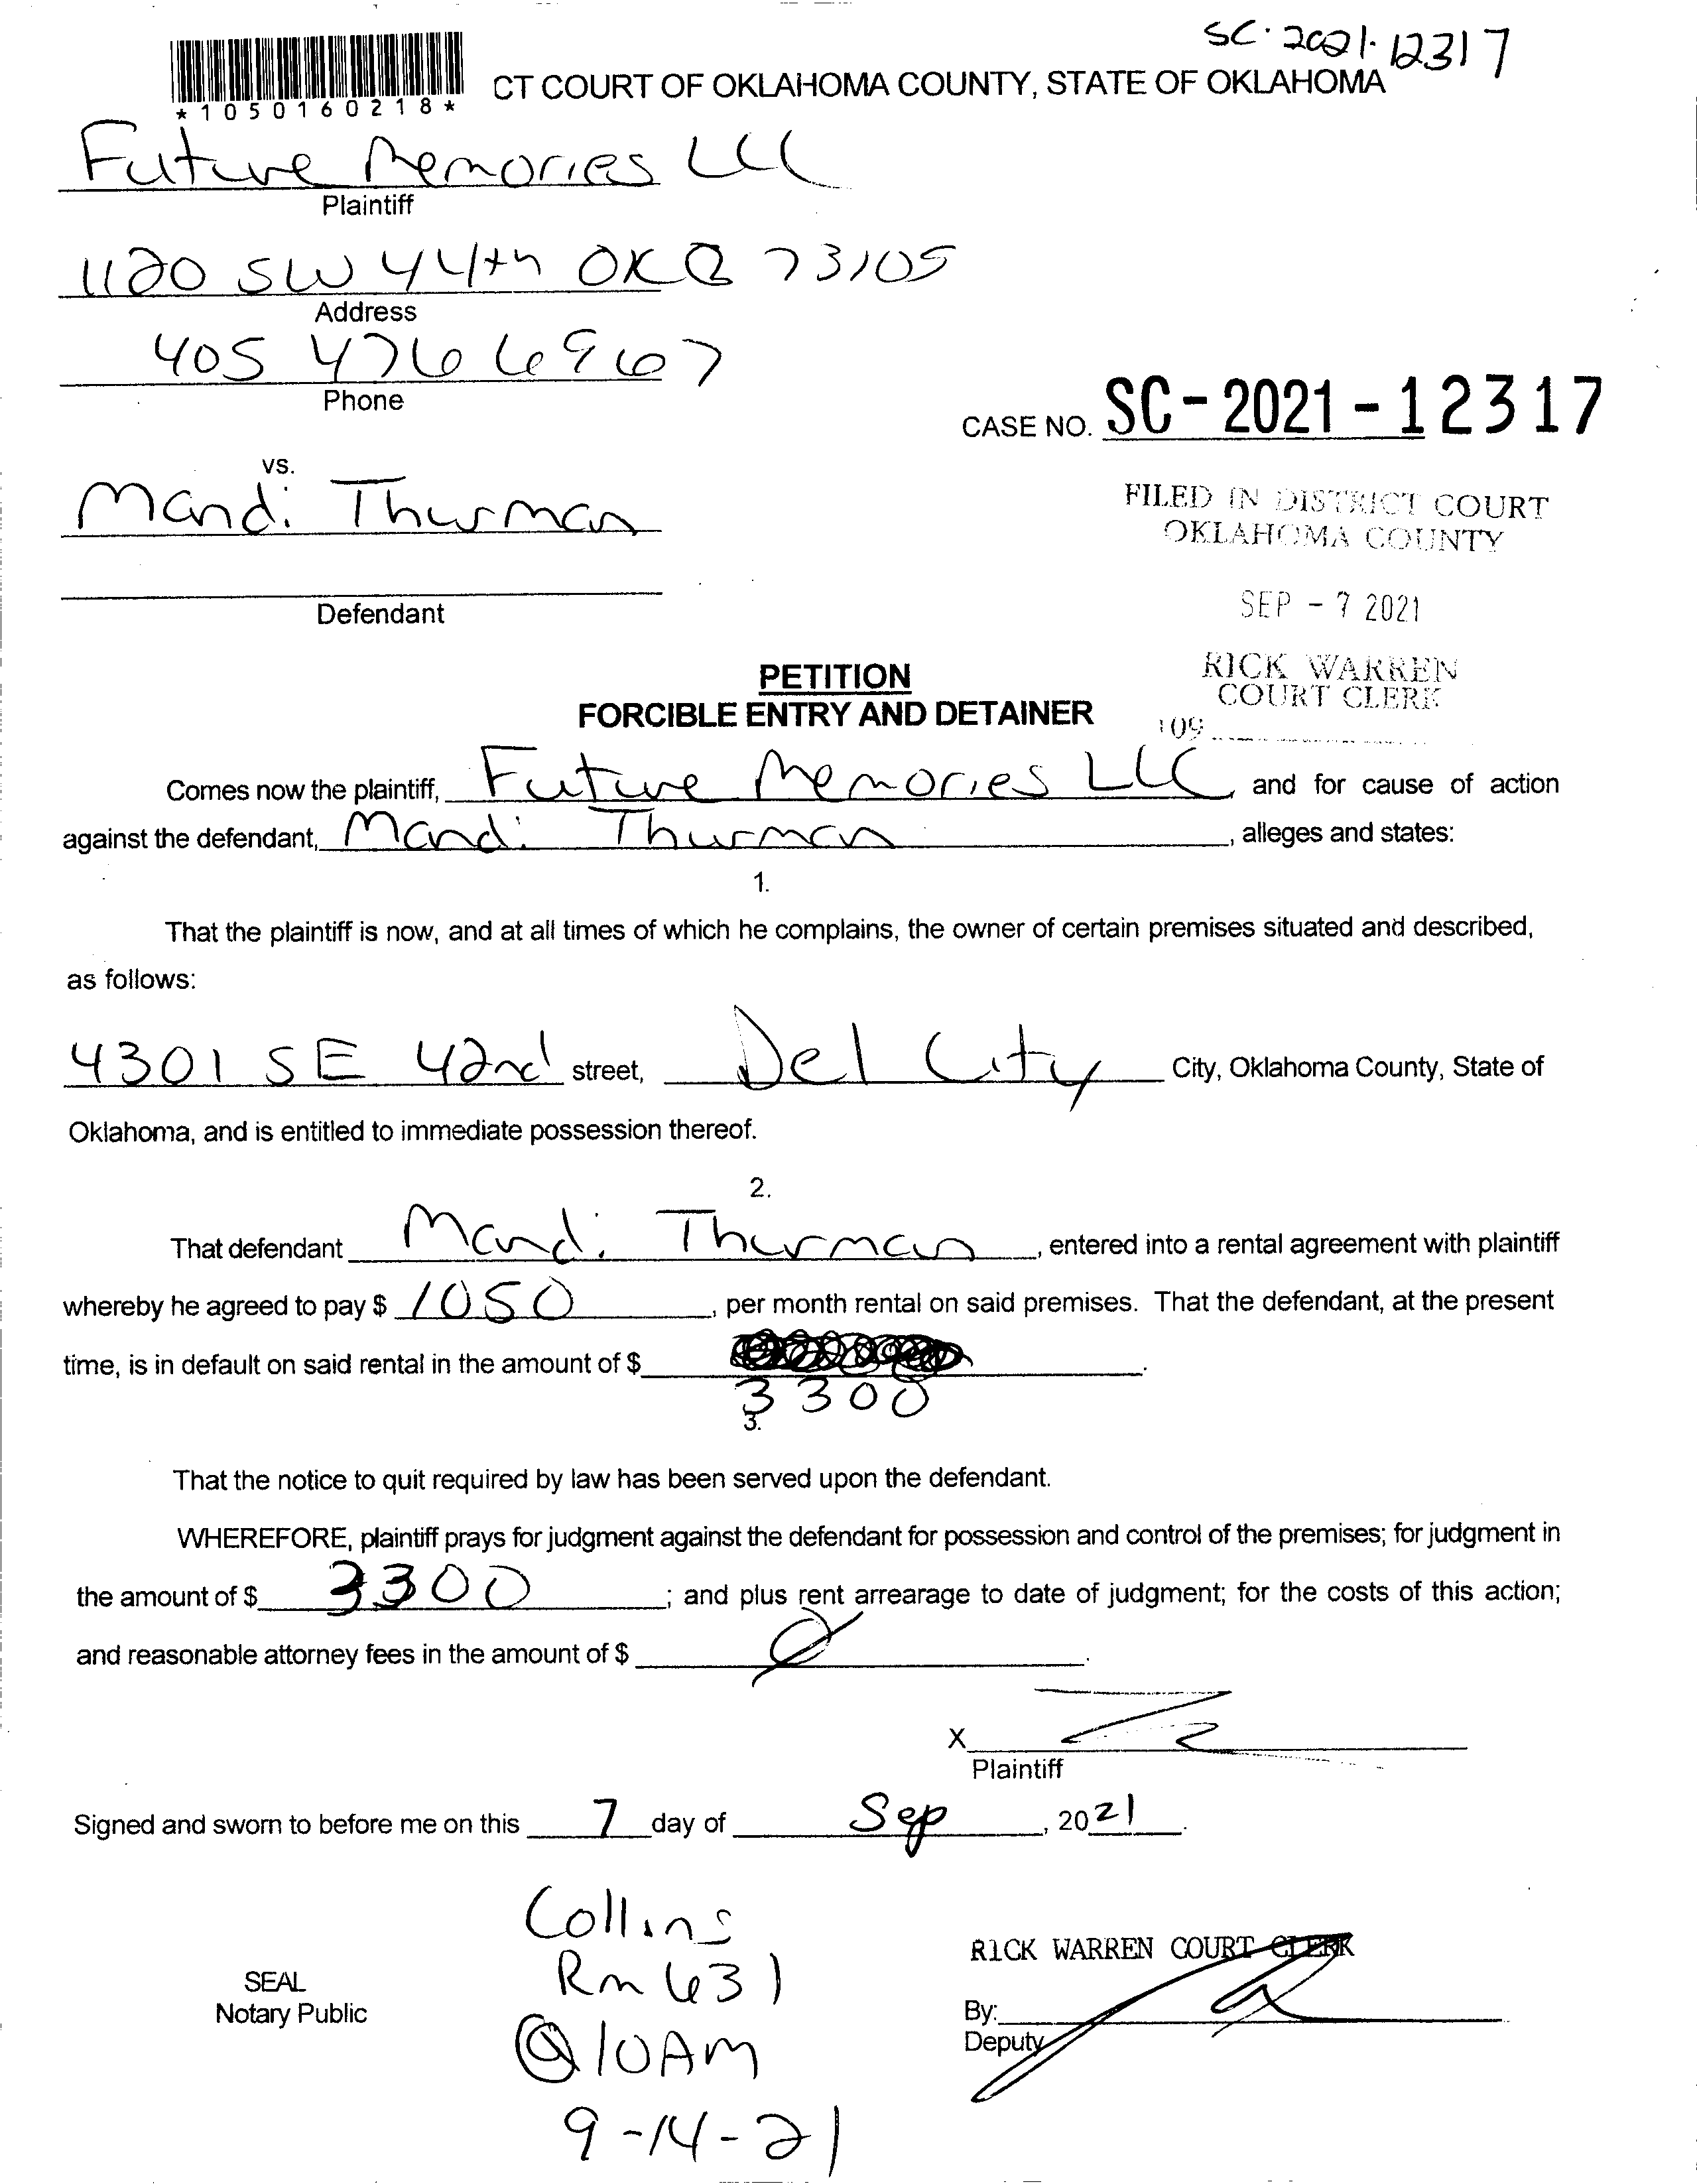 SC-2021-12317
CT COURT OF OKLAHOMA COUNTY, STATE OF OKLAHOMA
*1050160218*
Future Memories LLC
Plaintiff
1120 SW 44th OKC 73105
Address
405 476 6967
Phone
CASE NO. SC-2021-12317
vs.
Mandi Thurman
Defendant
FILED IN DISTRICT COURT
OKLAHOMA COUNTY
SEP - 7 2021
RICK WARREN
COURT CLERK
109
PETITION
FORCIBLE ENTRY AND DETAINER
Comes now the plaintiff, Future Memories LLC and for cause of action
against the defendant, Mandi Thurman, alleges and states:
1.
That the plaintiff is now, and at all times of which he complains, the owner of certain premises situated and described,
as follows:
4301 SE 42nd street, Del City City, Oklahoma County, State of
Oklahoma, and is entitled to immediate possession thereof.
2.
That defendant Mandi Thurman, entered into a rental agreement with plaintiff
whereby he agreed to pay $ 1050, per month rental on said premises. That the defendant, at the present
time, is in default on said rental in the amount of $ .
3300
3.
That the notice to quit required by law has been served upon the defendant.
WHEREFORE, plaintiff prays for judgment against the defendant for possession and control of the premises; for judgment in
the amount of $ 3300; and plus rent arrearage to date of judgment; for the costs of this action;
and reasonable attorney fees in the amount of $ Ø.
X
Plaintiff
Signed and sworn to before me on this 7 day of Sep, 2021.
Collins
Rm 631
@10AM
9-14-21
SEAL
Notary Public
RICK WARREN COURT CLERK
By:
Deputy